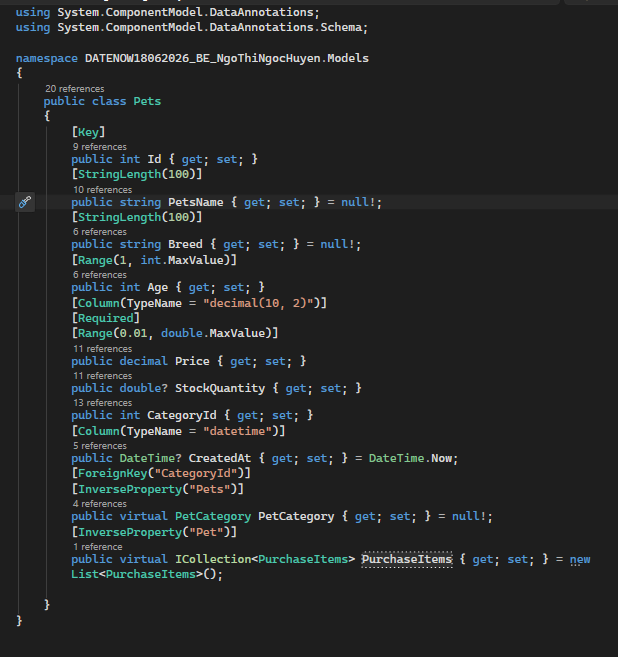 using System.ComponentModel.DataAnnotations;
using System.ComponentModel.DataAnnotations.Schema;
namespace DATENOW18062026_BE_NgoThiNgocHuyen.Models
{
20 references
public class Pets
{
[Key]
9 references
public int Id { get; set; }
[StringLength(100)]
10 references
public string PetsName { get; set; } = null!;
[StringLength(100)]
6 references
public string Breed { get; set; } = null!;
[Range(1, int.MaxValue)]
6 references
public int Age { get; set; }
[Column(TypeName = "decimal(10, 2)")]
[Required]
[Range(0.01, double.MaxValue)]
11 references
public decimal Price { get; set; }
11 references
public double? StockQuantity { get; set; }
13 references
public int CategoryId { get; set; }
[Column(TypeName = "datetime")]
5 references
public DateTime? CreatedAt { get; set; } = DateTime.Now;
[ForeignKey("CategoryId")]
[InverseProperty("Pets")]
4 references
public virtual PetCategory PetCategory { get; set; } = null!;
[InverseProperty("Pet")]
1 reference
public virtual ICollection<PurchaseItems> PurchaseItems { get; set; } = new
List<PurchaseItems>();
}
}